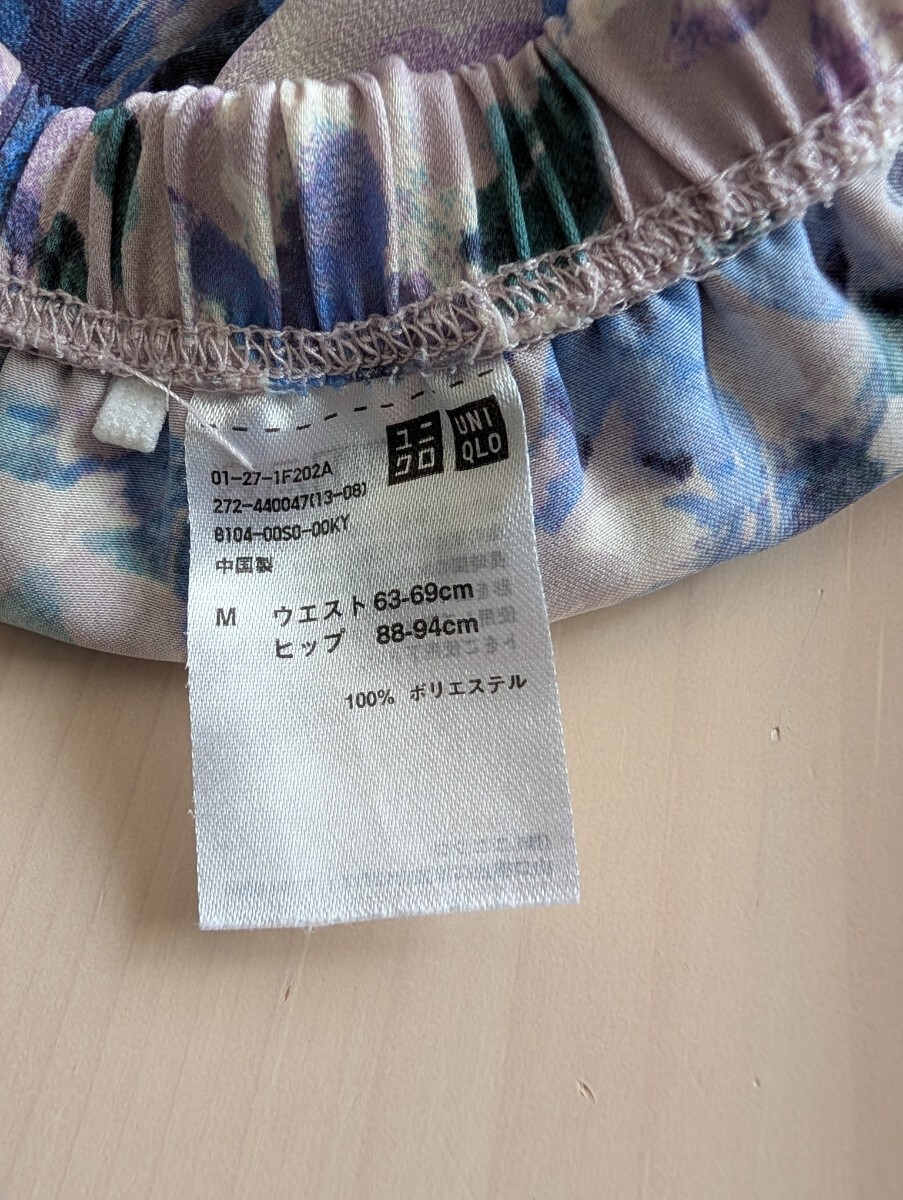 ユニ
クロ
UNI
QLO
01-27-1F202A
272-440047(13-08)
8104-00S0-00KY
中国製
M ウエスト 63-69cm
ヒップ 88-94cm
100% ポリエステル